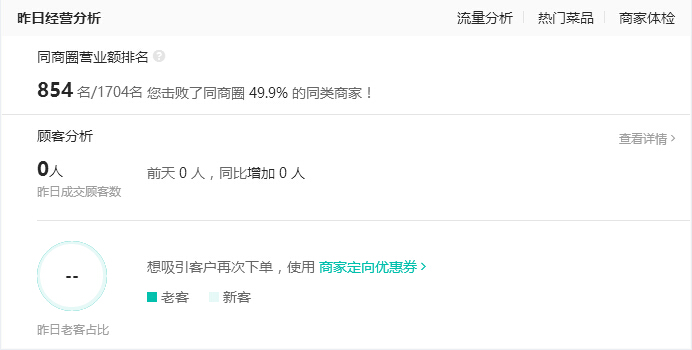 昨日经营分析 流量分析 热门菜品 商家体检
同商圈营业额排名 ?
854 名/1704名 您击败了同商圈 49.9% 的同类商家！
顾客分析 查看详情 >
0人 前天 0 人，同比增加 0 人
昨日成交顾客数
-- 想吸引客户再次下单，使用 商家定向优惠券 >
老客 新客
昨日老客占比